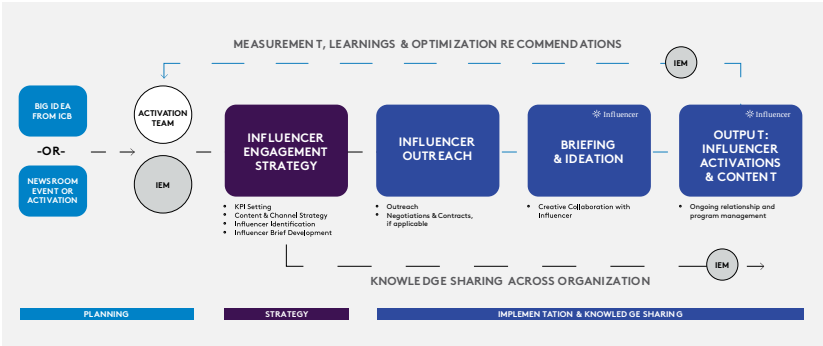 MEASUREMENT, LEARNINGS & OPTIMIZATION RECOMMENDATIONS
IEM
BIG IDEA
FROM ICB
-OR-
NEWSROOM
EVENT OR
ACTIVATION
ACTIVATION
TEAM
IEM
INFLUENCER
ENGAGEMENT
STRATEGY
• KPI Setting
• Content & Channel Strategy
• Influencer Identification
• Influencer Brief Development
INFLUENCER
OUTREACH
• Outreach
• Negotiations & Contracts,
if applicable
Influencer
BRIEFING
& IDEATION
• Creative Collaboration with
Influencer
Influencer
OUTPUT:
INFLUENCER
ACTIVATIONS
& CONTENT
• Ongoing relationship and
program management
IEM
KNOWLEDGE SHARING ACROSS ORGANIZATION
PLANNING
STRATEGY
IMPLEMENTATION & KNOWLEDGE SHARING